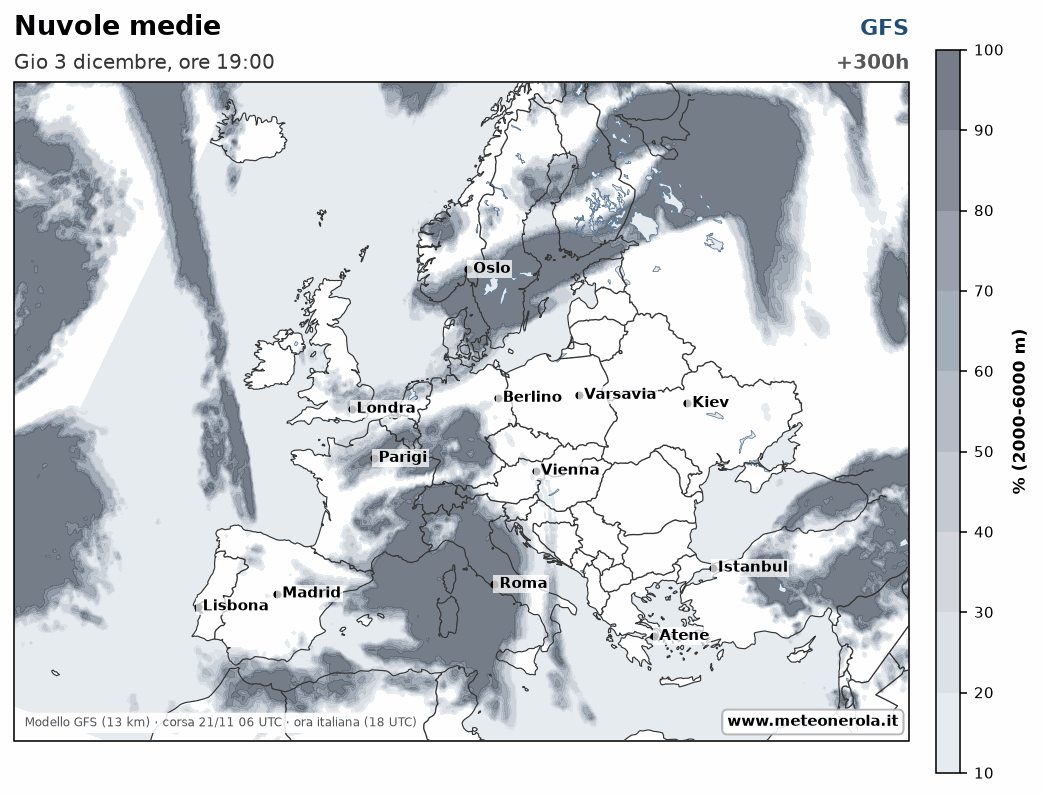 Nuvole medie
GFS
Gio 3 dicembre, ore 19:00
+300h
100
90
80
70
60
50
40
30
20
10
% (2000-6000 m)
Oslo
Londra
Berlino
Varsavia
Kiev
Parigi
Vienna
Istanbul
Roma
Madrid
Lisbona
Atene
Modello GFS (13 km) · corsa 21/11 06 UTC · ora italiana (18 UTC)
www.meteonerola.it